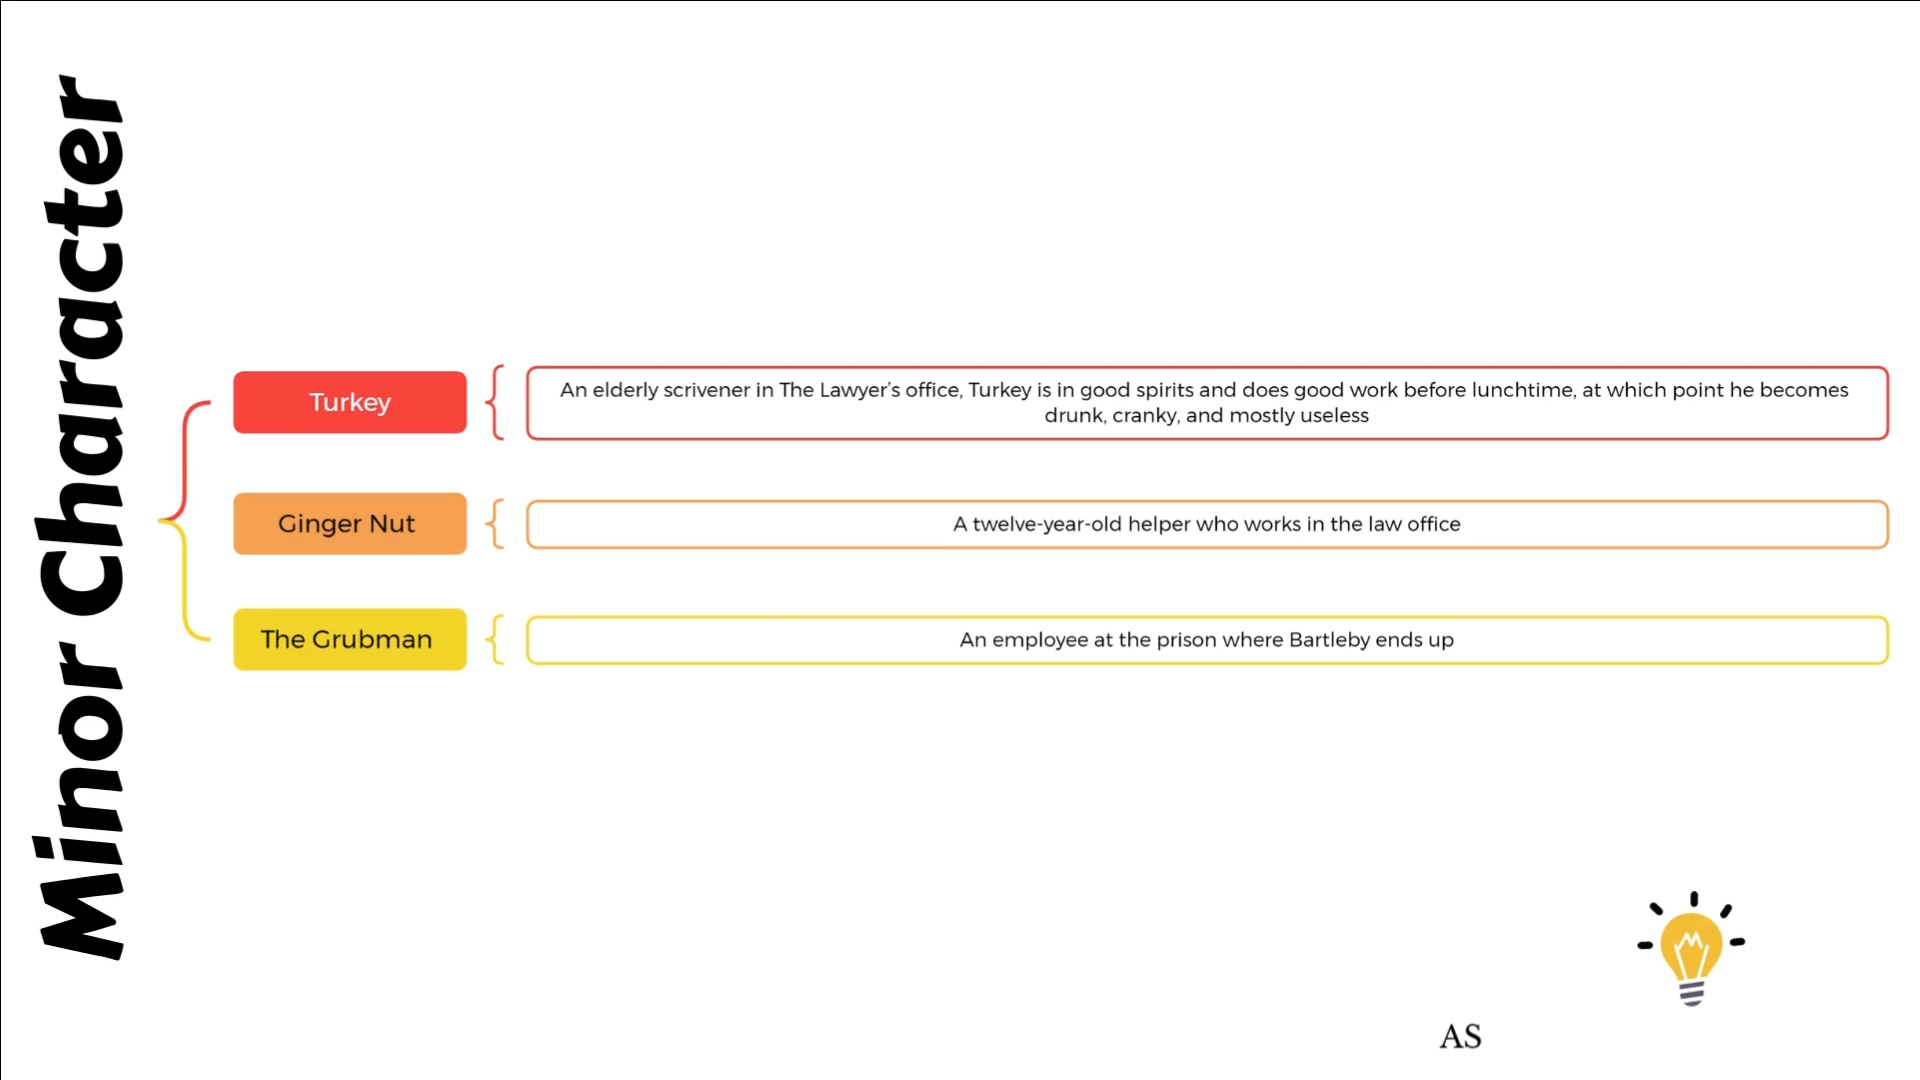 Minor Character
Turkey
An elderly scrivener in The Lawyer’s office, Turkey is in good spirits and does good work before lunchtime, at which point he becomes
drunk, cranky, and mostly useless
Ginger Nut
A twelve-year-old helper who works in the law office
The Grubman
An employee at the prison where Bartleby ends up
AS